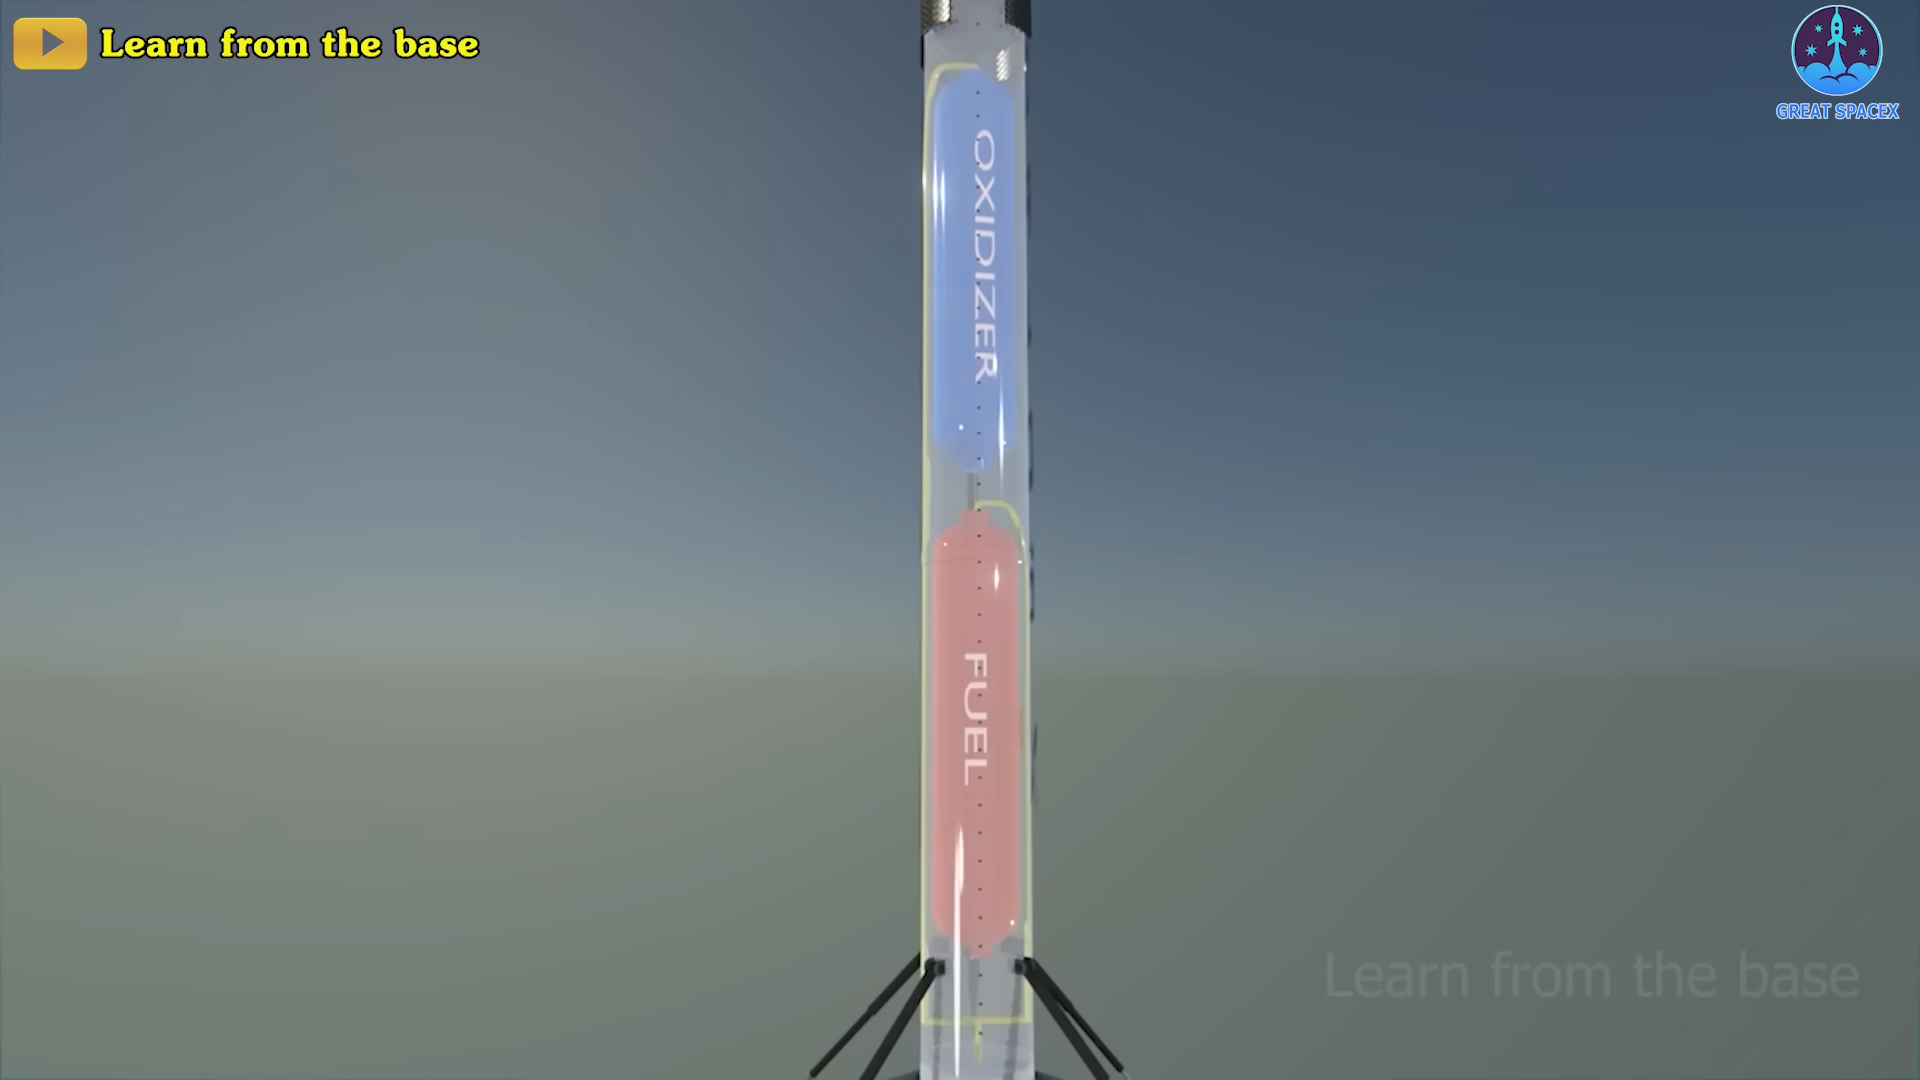 Learn from the base
GREAT SPACEX
OXIDIZER
FUEL
Learn from the base